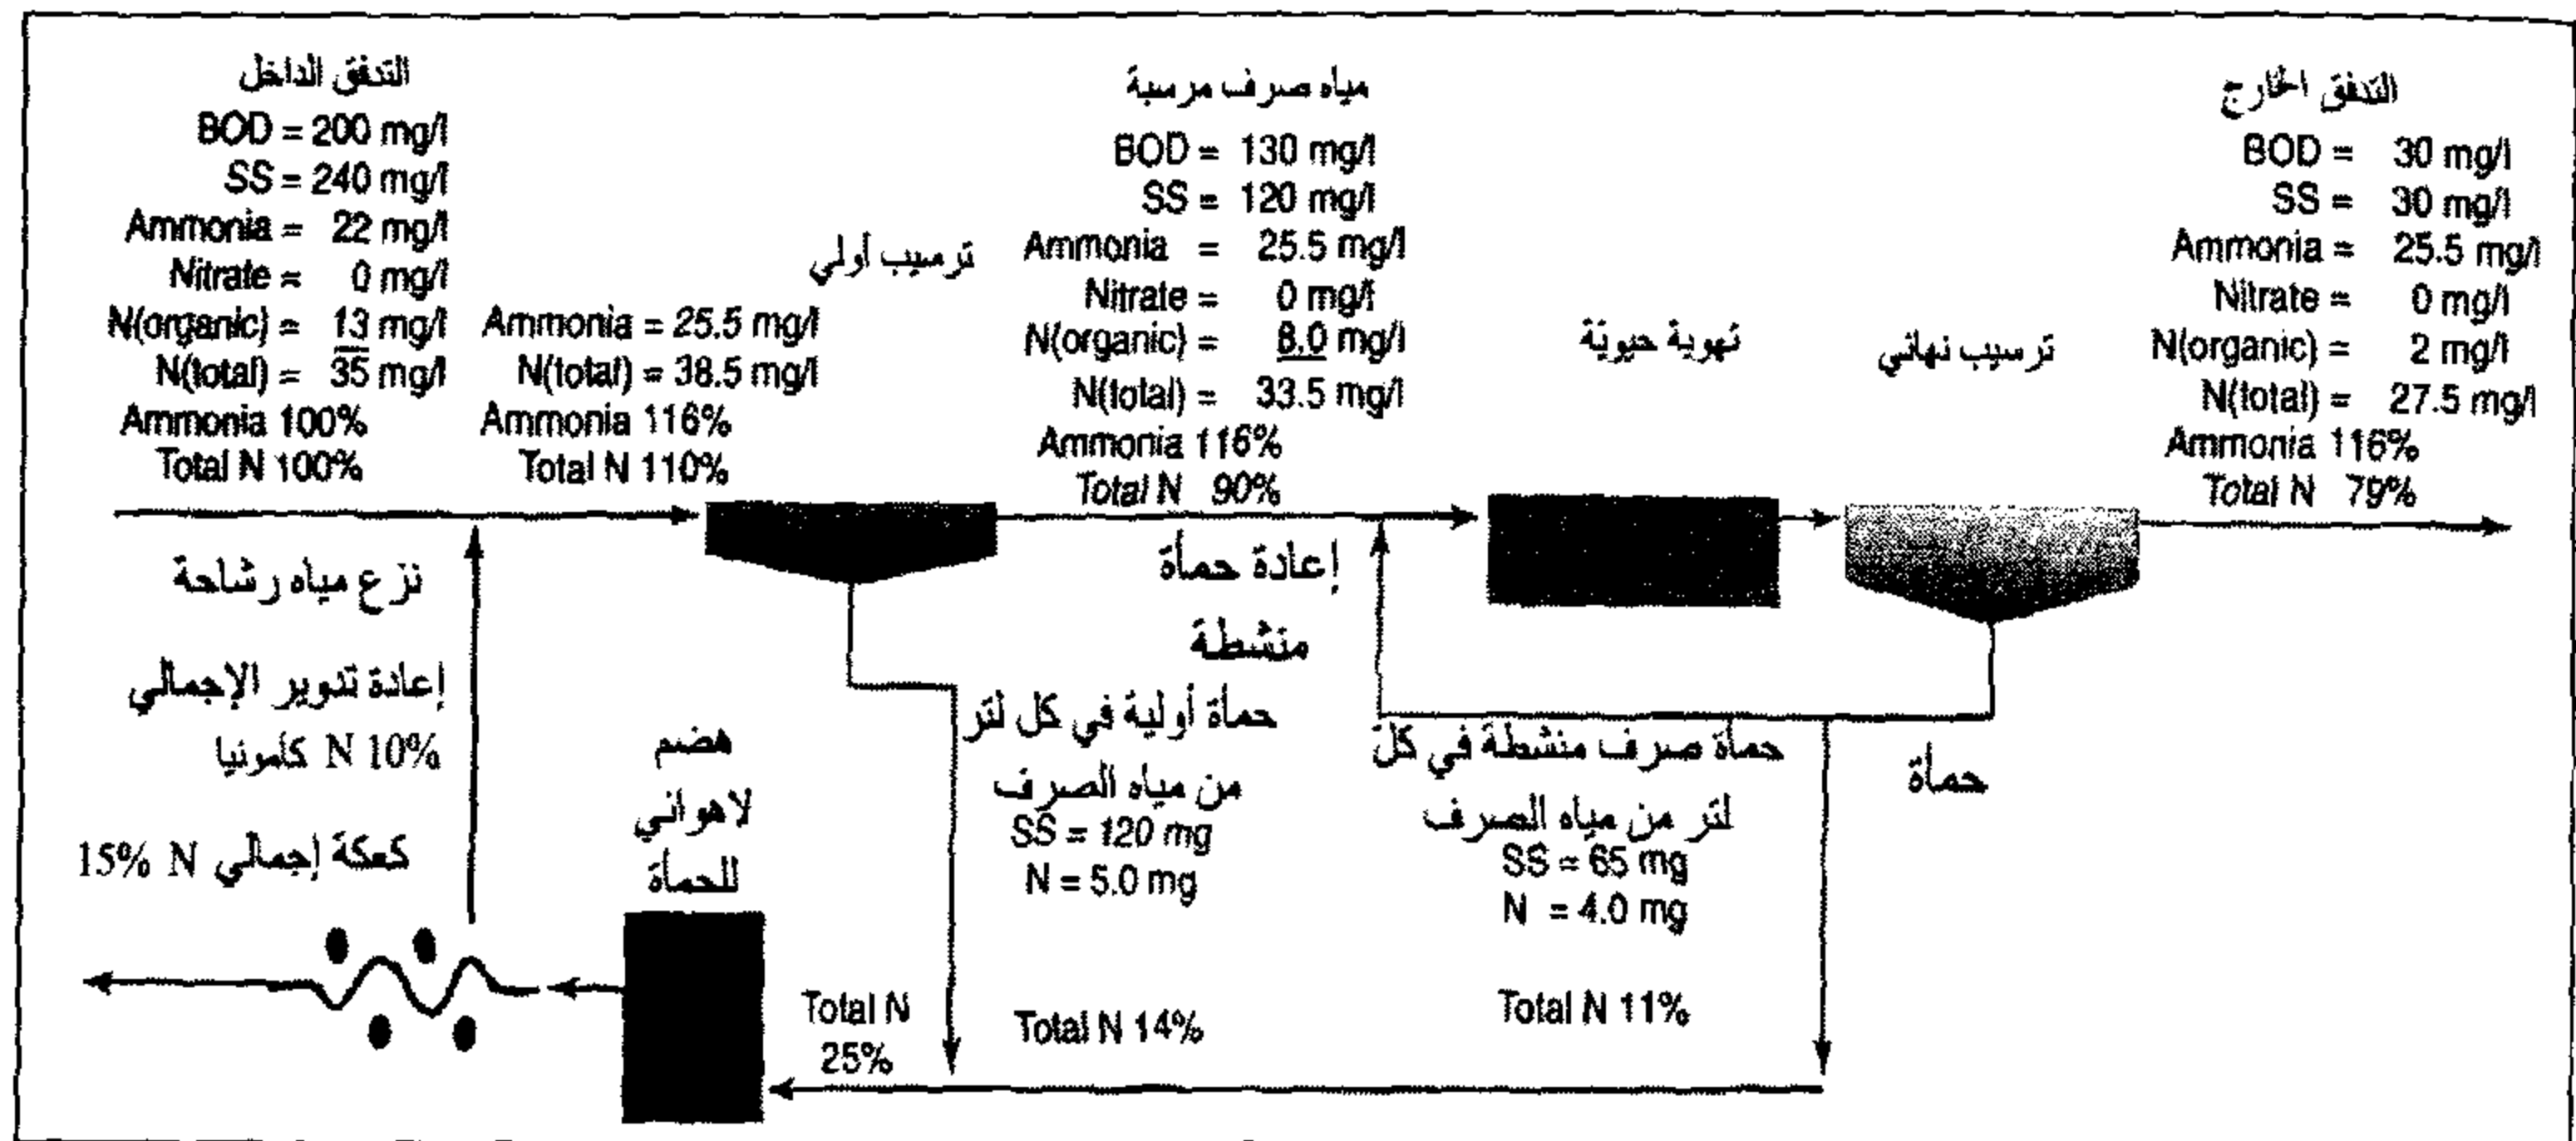 التدفق الداخل
BOD = 200 mg/l
SS = 240 mg/l
Ammonia = 22 mg/l
Nitrate = 0 mg/l
N(organic) = 13 mg/l
N(total) = 35 mg/l
Ammonia 100%
Total N 100%
Ammonia = 25.5 mg/l
N(total) = 38.5 mg/l
Ammonia 116%
Total N 110%
ترسيب أولي
مياه صرف مرسبة
BOD = 130 mg/l
SS = 120 mg/l
Ammonia = 25.5 mg/l
Nitrate = 0 mg/l
N(organic) = 8.0 mg/l
N(total) = 33.5 mg/l
Ammonia 116%
Total N 90%
تهوية حيوية
ترسيب نهائي
التدفق الخارج
BOD = 30 mg/l
SS = 30 mg/l
Ammonia = 25.5 mg/l
Nitrate = 0 mg/l
N(organic) = 2 mg/l
N(total) = 27.5 mg/l
Ammonia 116%
Total N 79%
نزع مياه رشاحة
إعادة تدوير الإجمالي
10% N كأمونيا
كعكة إجمالي 15% N
هضم
لاهوائي
للحمأة
إعادة حمأة
منشطة
حمأة أولية في كل لتر
من مياه الصرف
SS = 120 mg
N = 5.0 mg
حمأة صرف منشطة في كل
لتر من مياه الصرف
SS = 65 mg
N = 4.0 mg
حمأة
Total N
25%
Total N 14%
Total N 11%